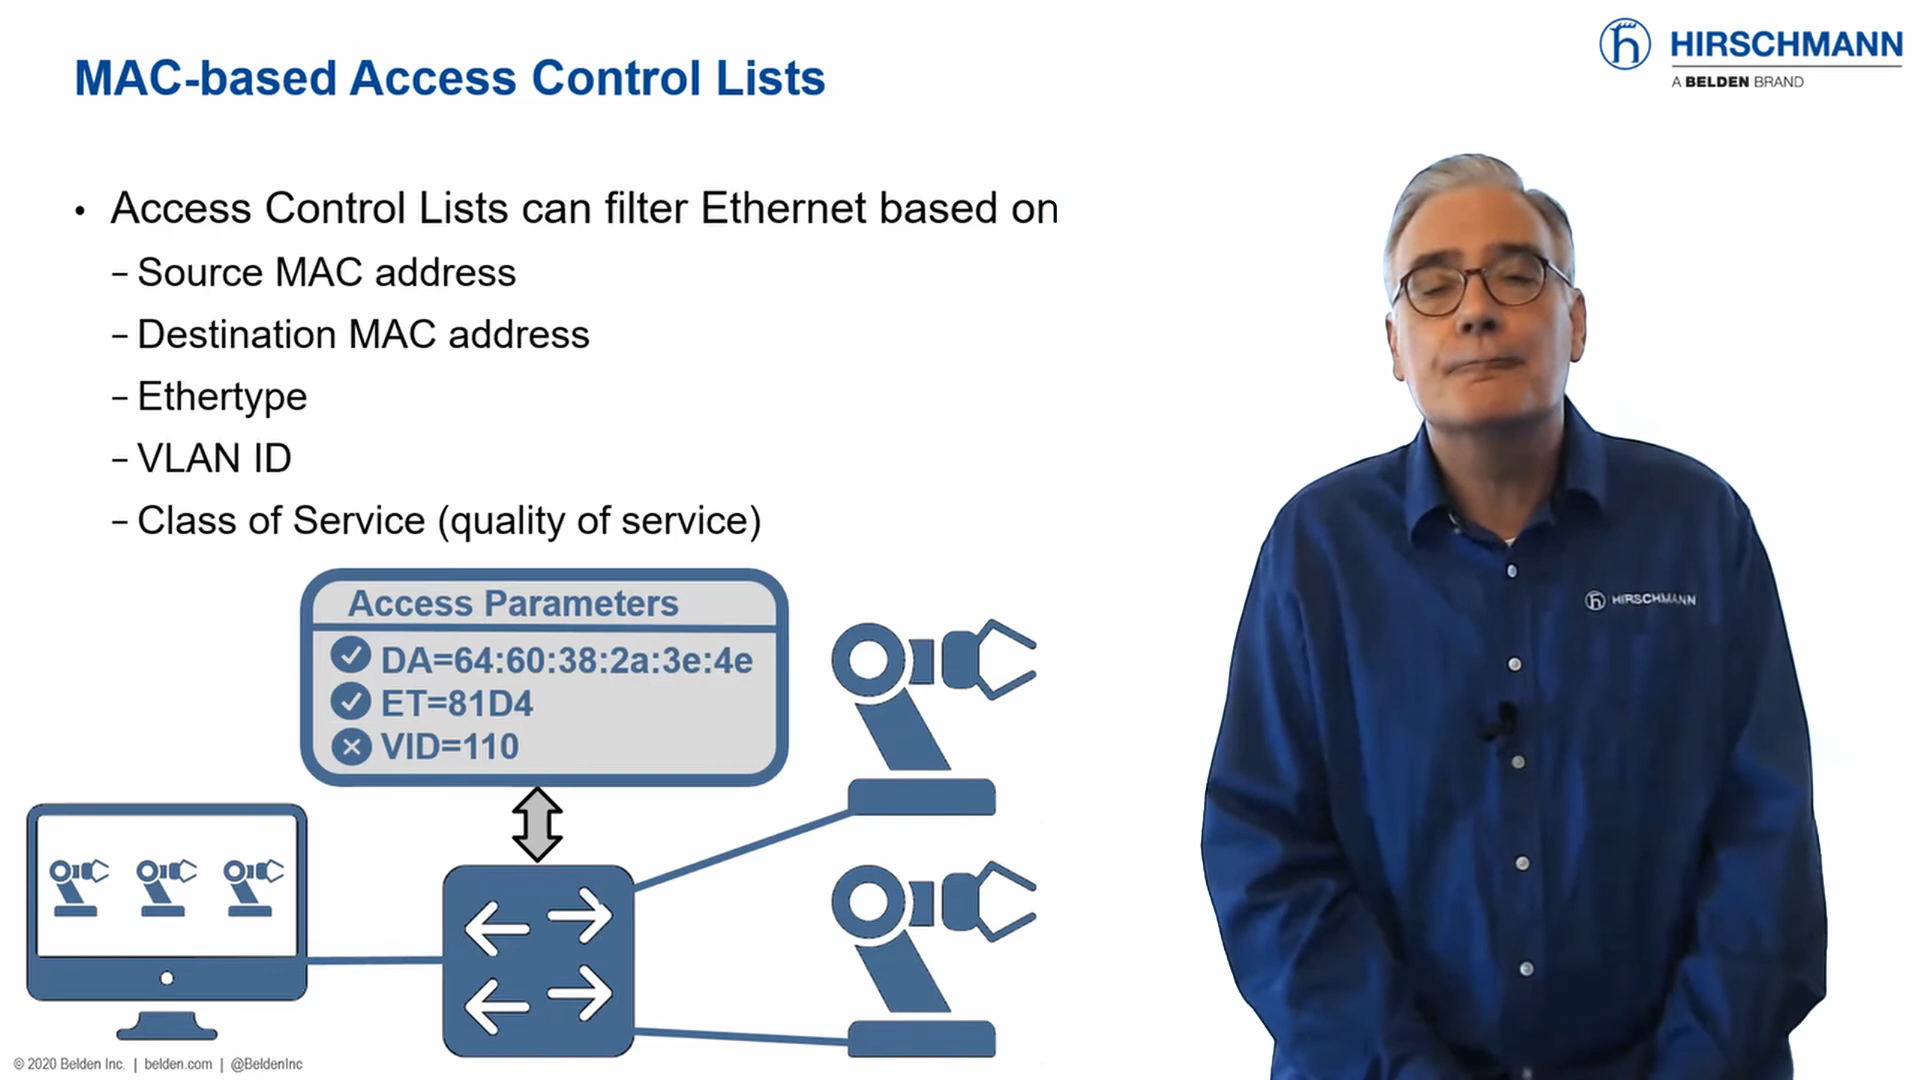 MAC-based Access Control Lists
HIRSCHMANN
A BELDEN BRAND
• Access Control Lists can filter Ethernet based on
– Source MAC address
– Destination MAC address
– Ethertype
– VLAN ID
– Class of Service (quality of service)
Access Parameters
DA=64:60:38:2a:3e:4e
ET=81D4
VID=110
HIRSCHMANN
© 2020 Belden Inc. | belden.com | @BeldenInc